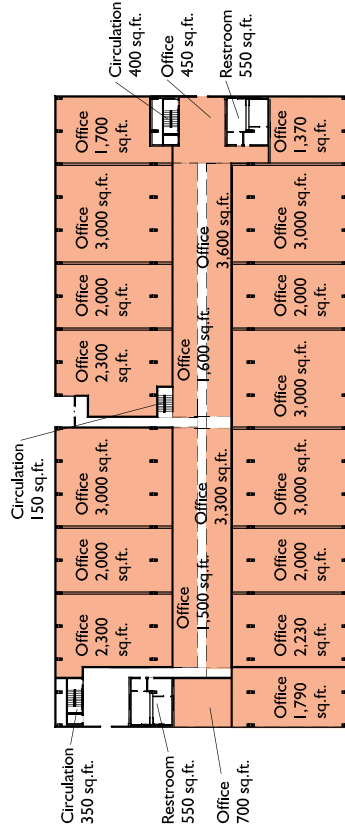 Circulation
400 sq.ft.
Office
450 sq.ft.
Restroom
550 sq.ft.
Office
1,700
sq.ft.
Office
1,370
sq.ft.
Office
3,000 sq.ft.
Office
3,600 sq.ft.
Office
3,000 sq.ft.
Office
2,000
sq.ft.
Office
2,000
sq.ft.
Office
2,300
sq.ft.
Office
1,600 sq.ft.
Office
3,000 sq.ft.
Circulation
150 sq.ft.
Office
3,000 sq.ft.
Office
3,300 sq.ft.
Office
3,000 sq.ft.
Office
2,000
sq.ft.
Office
2,000
sq.ft.
Office
2,300
sq.ft.
Office
1,500 sq.ft.
Office
2,230
sq.ft.
Office
1,790
sq.ft.
Circulation
350 sq.ft.
Restroom
550 sq.ft.
Office
700 sq.ft.